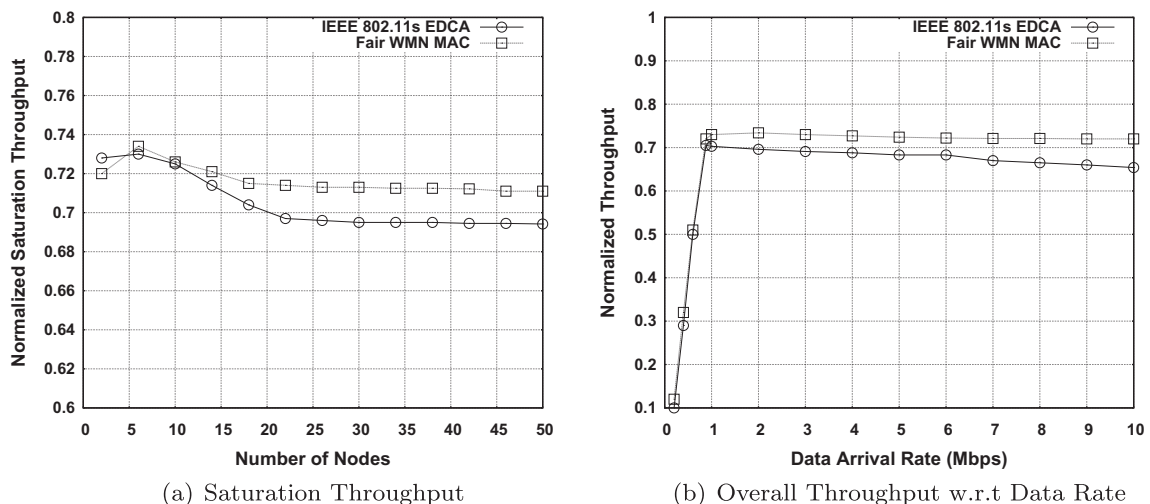 0.8
0.78
0.76
0.74
0.72
0.7
0.68
0.66
0.64
0.62
0.6
0 5 10 15 20 25 30 35 40 45 50
Normalized Saturation Throughput
Number of Nodes
IEEE 802.11s EDCA
Fair WMN MAC
(a) Saturation Throughput
1
0.9
0.8
0.7
0.6
0.5
0.4
0.3
0.2
0.1
0 1 2 3 4 5 6 7 8 9 10
Normalized Throughput
Data Arrival Rate (Mbps)
IEEE 802.11s EDCA
Fair WMN MAC
(b) Overall Throughput w.r.t Data Rate